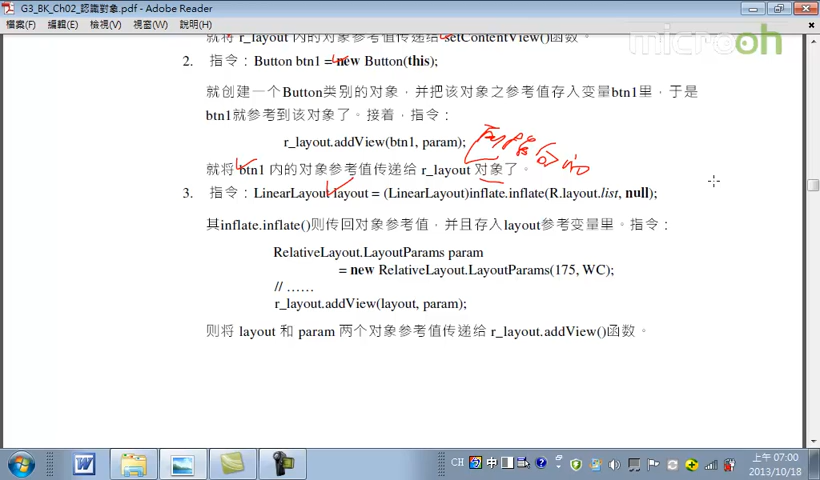 G3_BK_Ch02_認識對象.pdf - Adobe Reader
檔案(F) 編輯(E) 檢視(V) 視窗(W) 說明(H)
microoh
就将 r_layout 内的对象参考值传递给 setContentView()函数。
2. 指令：Button btn1 = new Button(this);
就创建一个Button类别的对象，并把该对象之参考值存入变量btn1里，于是
btn1就参考到该对象了。接着，指令：
r_layout.addView(btn1, param);
就将 btn1 内的对象参考值传递给 r_layout 对象了。
3. 指令：LinearLayout layout = (LinearLayout)inflate.inflate(R.layout.list, null);
其inflate.inflate()则传回对象参考值，并且存入layout参考变量里。指令：
RelativeLayout.LayoutParams param
= new RelativeLayout.LayoutParams(175, WC);
// ......
r_layout.addView(layout, param);
则将 layout 和 param 两个对象参考值传递给 r_layout.addView()函数。
CH 中
上午 07:00
2013/10/18